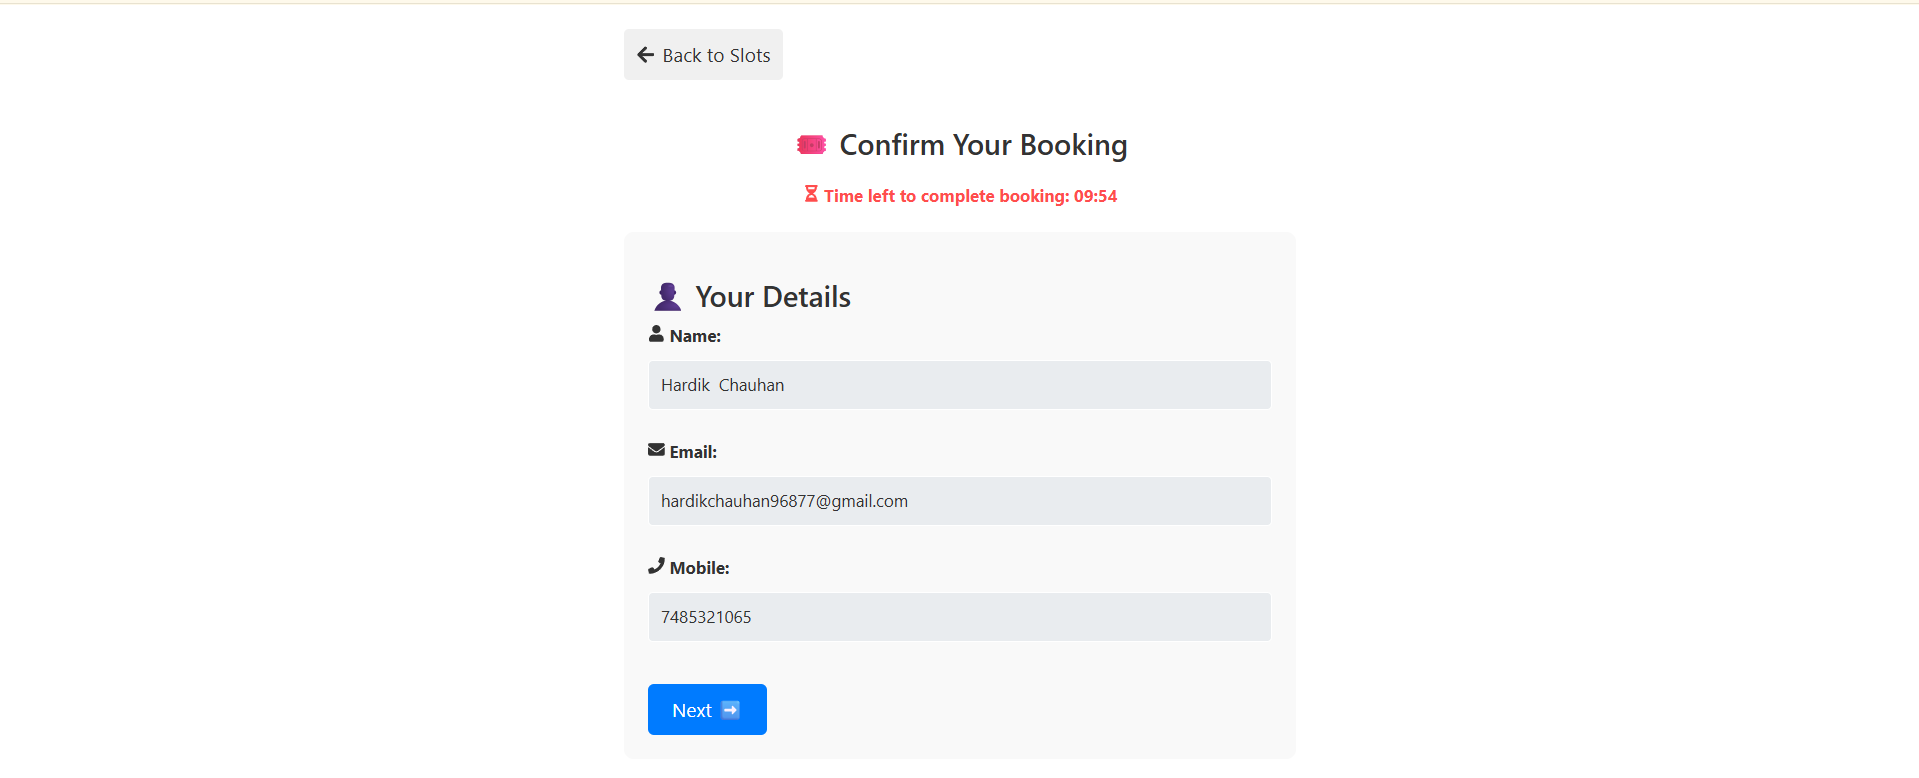 Back to Slots
Confirm Your Booking
Time left to complete booking: 09:54
Your Details
Name:
Hardik  Chauhan
Email:
hardikchauhan96877@gmail.com
Mobile:
7485321065
Next